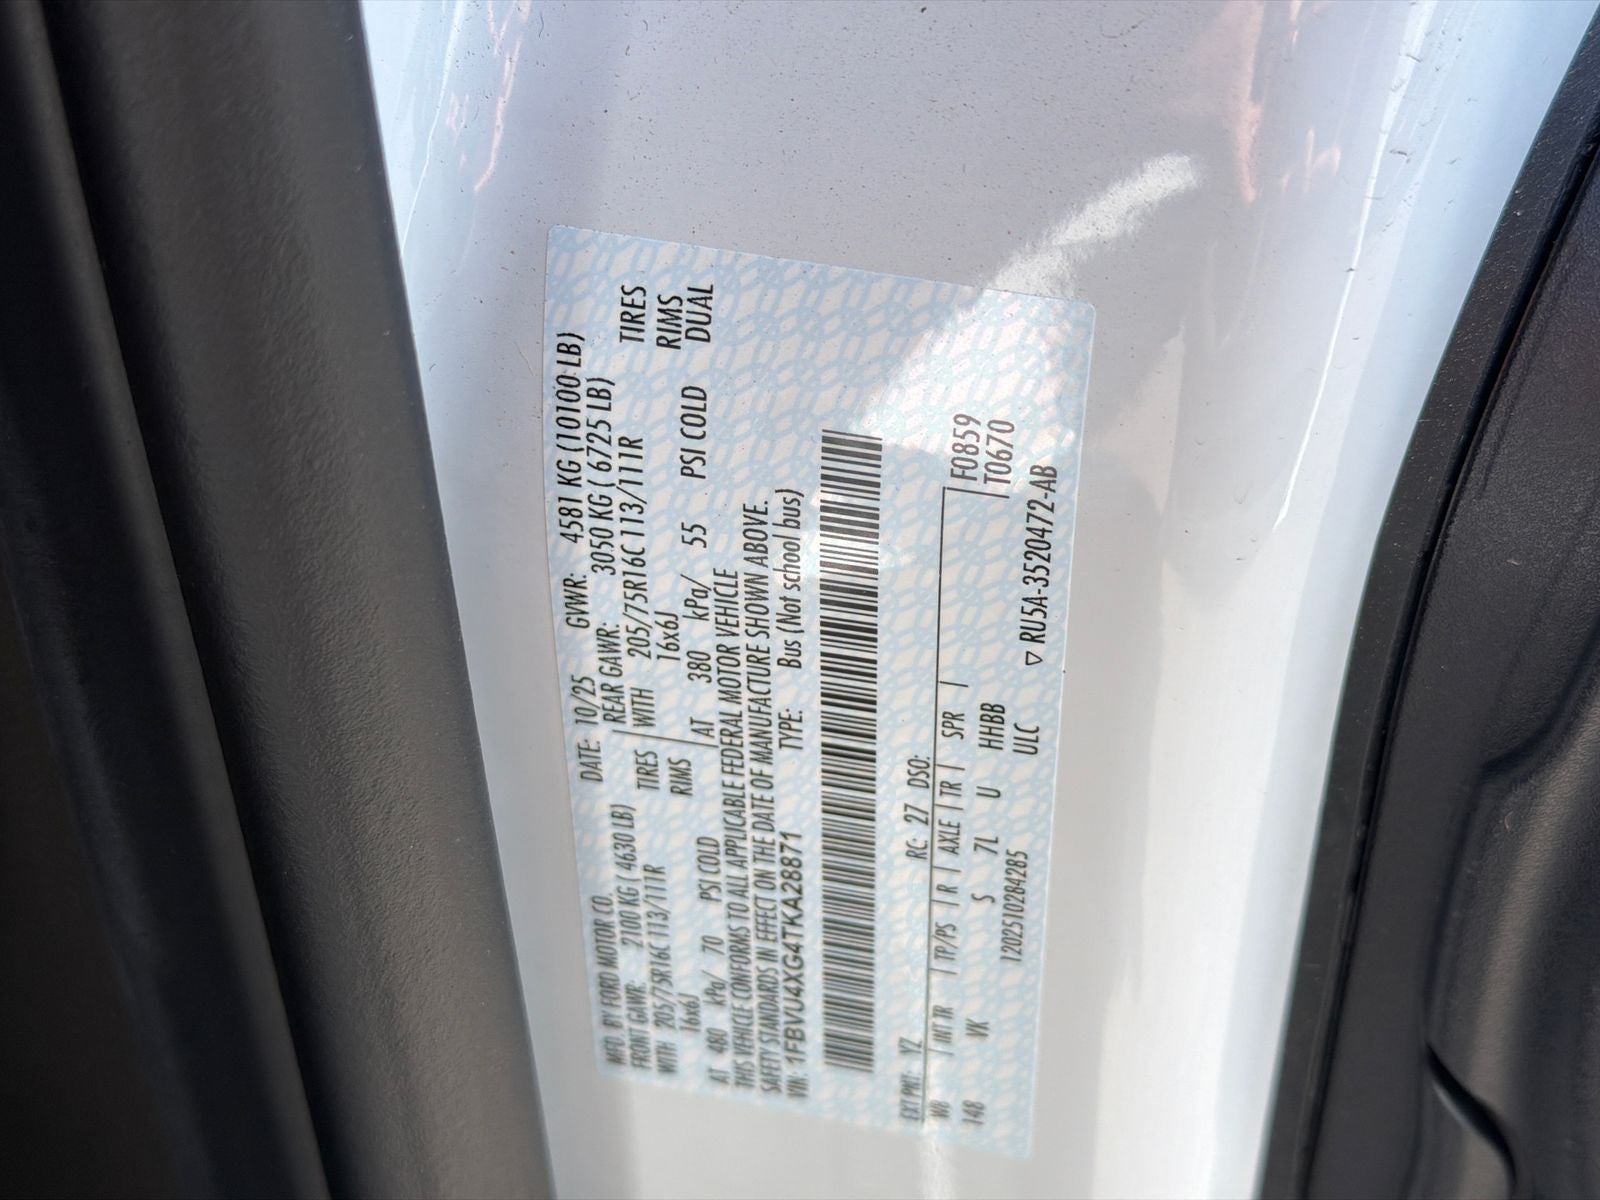 MFD. BY FORD MOTOR CO. DATE: 10/25 GVWR: 4581 KG (10100 LB)
FRONT GAWR: 2100 KG ( 4630 LB) REAR GAWR: 3050 KG ( 6725 LB)
WITH 205/75R16C 113/111R TIRES WITH 205/75R16C 113/111R TIRES
16x6J RIMS 16x6J RIMS
AT 480 kPa/ 70 PSI COLD AT 380 kPa/ 55 PSI COLD DUAL
THIS VEHICLE CONFORMS TO ALL APPLICABLE FEDERAL MOTOR VEHICLE
SAFETY STANDARDS IN EFFECT ON THE DATE OF MANUFACTURE SHOWN ABOVE.
VIN: 1FBVU4XG4TKA28871 TYPE: Bus (Not school bus)
EXT PNT: YZ RC: 27 DSO:
WB INT TR TP/PS R AXLE TR SPR F0859
148 VK S 7L U HHBB T0670
1202510284285 ULC ▽ RU5A-3520472-AB